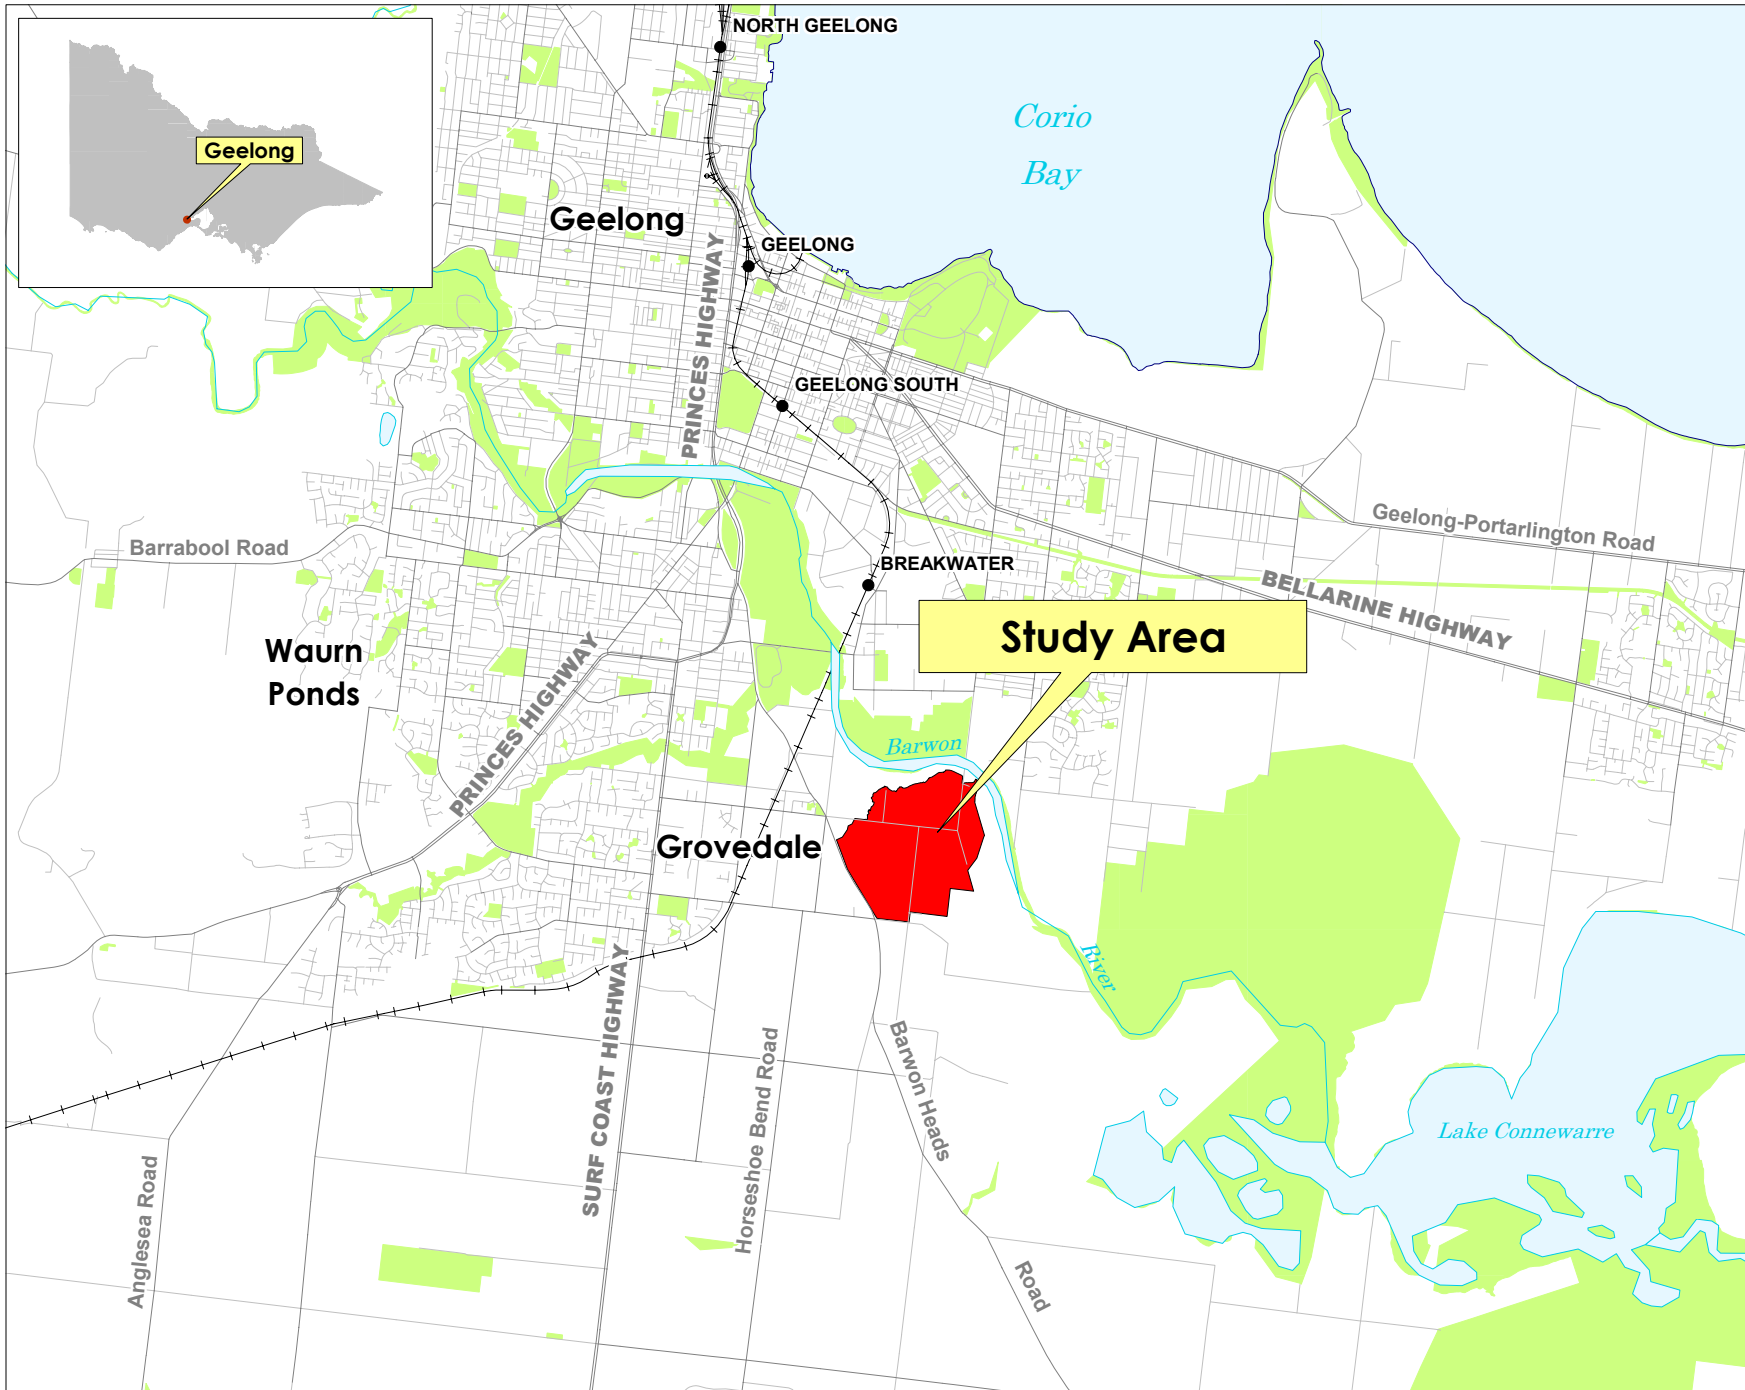 NORTH GEELONG
Corio
Bay
Geelong
Geelong
GEELONG
PRINCES HIGHWAY
GEELONG SOUTH
Geelong-Portarlington Road
Barrabool Road
BREAKWATER
BELLARINE HIGHWAY
Study Area
Waurn
Ponds
PRINCES HIGHWAY
Barwon
Grovedale
River
SURF COAST HIGHWAY
Horseshoe Bend Road
Barwon Heads
Lake Connewarre
Anglesea Road
Road